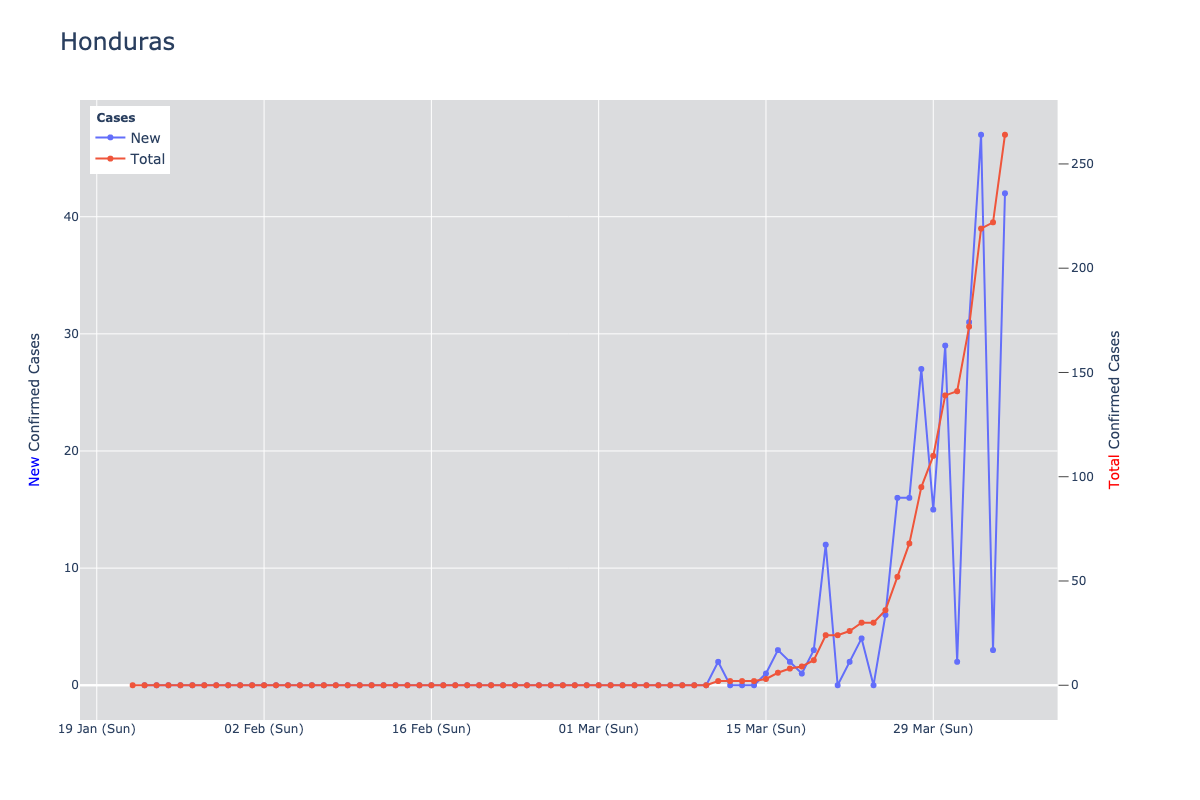 Honduras
Cases
New
Total
40
30
20
10
0
250
200
150
100
50
0
New Confirmed Cases
Total Confirmed Cases
19 Jan (Sun) 02 Feb (Sun) 16 Feb (Sun) 01 Mar (Sun) 15 Mar (Sun) 29 Mar (Sun)